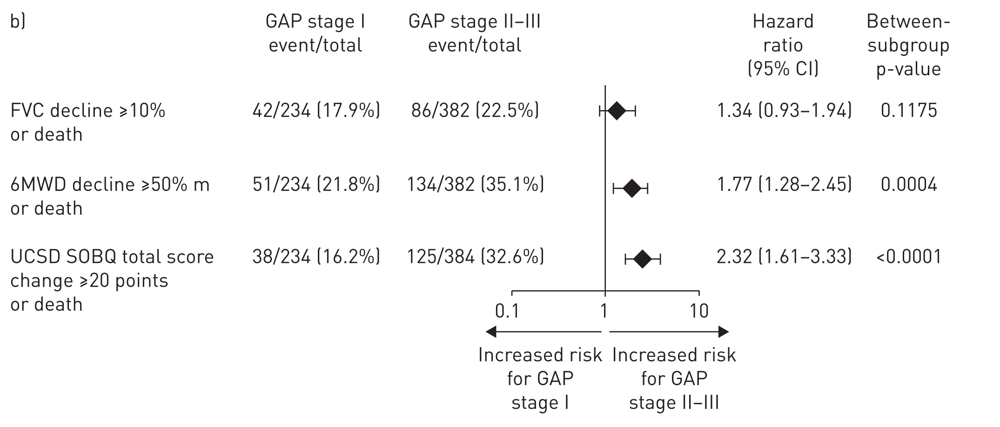 b)
GAP stage I
event/total
GAP stage II–III
event/total
Hazard
ratio
(95% CI)
Between-
subgroup
p-value
FVC decline ⩾10%
or death
42/234 (17.9%)
86/382 (22.5%)
1.34 (0.93–1.94)
0.1175
6MWD decline ⩾50% m
or death
51/234 (21.8%)
134/382 (35.1%)
1.77 (1.28–2.45)
0.0004
UCSD SOBQ total score
change ⩾20 points
or death
38/234 (16.2%)
125/384 (32.6%)
2.32 (1.61–3.33)
<0.0001
0.1
1
10
Increased risk
for GAP
stage I
Increased risk
for GAP
stage II–III